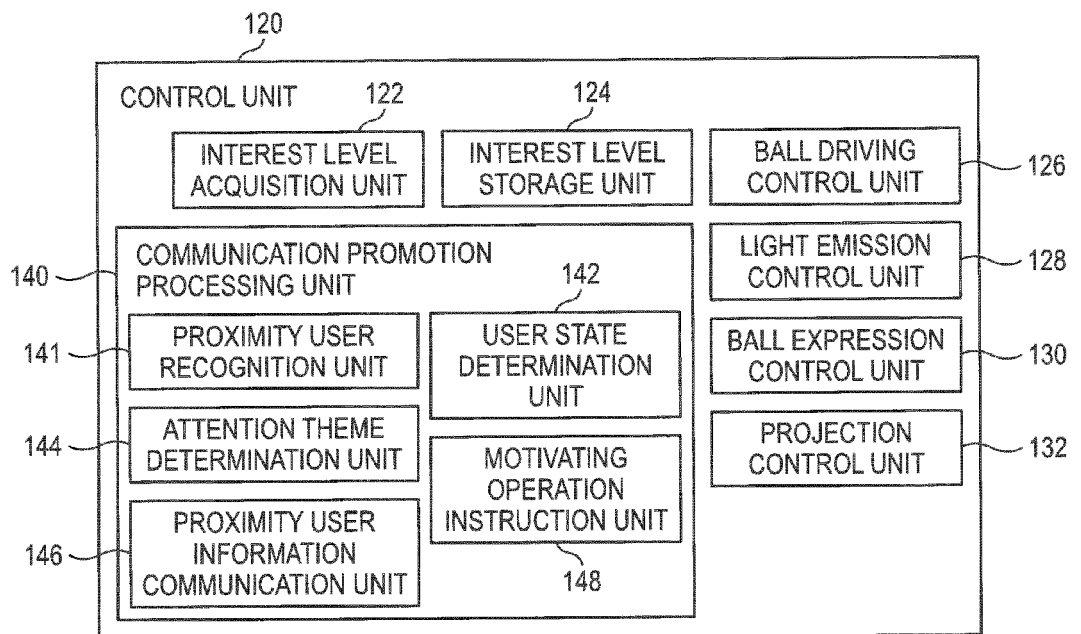 120
CONTROL UNIT
122
124
INTEREST LEVEL
ACQUISITION UNIT
INTEREST LEVEL
STORAGE UNIT
BALL DRIVING
CONTROL UNIT
126
140
COMMUNICATION PROMOTION
PROCESSING UNIT
LIGHT EMISSION
CONTROL UNIT
128
141
PROXIMITY USER
RECOGNITION UNIT
142
USER STATE
DETERMINATION
UNIT
BALL EXPRESSION
CONTROL UNIT
130
144
ATTENTION THEME
DETERMINATION UNIT
MOTIVATING
OPERATION
INSTRUCTION UNIT
148
PROJECTION
CONTROL UNIT
132
146
PROXIMITY USER
INFORMATION
COMMUNICATION UNIT